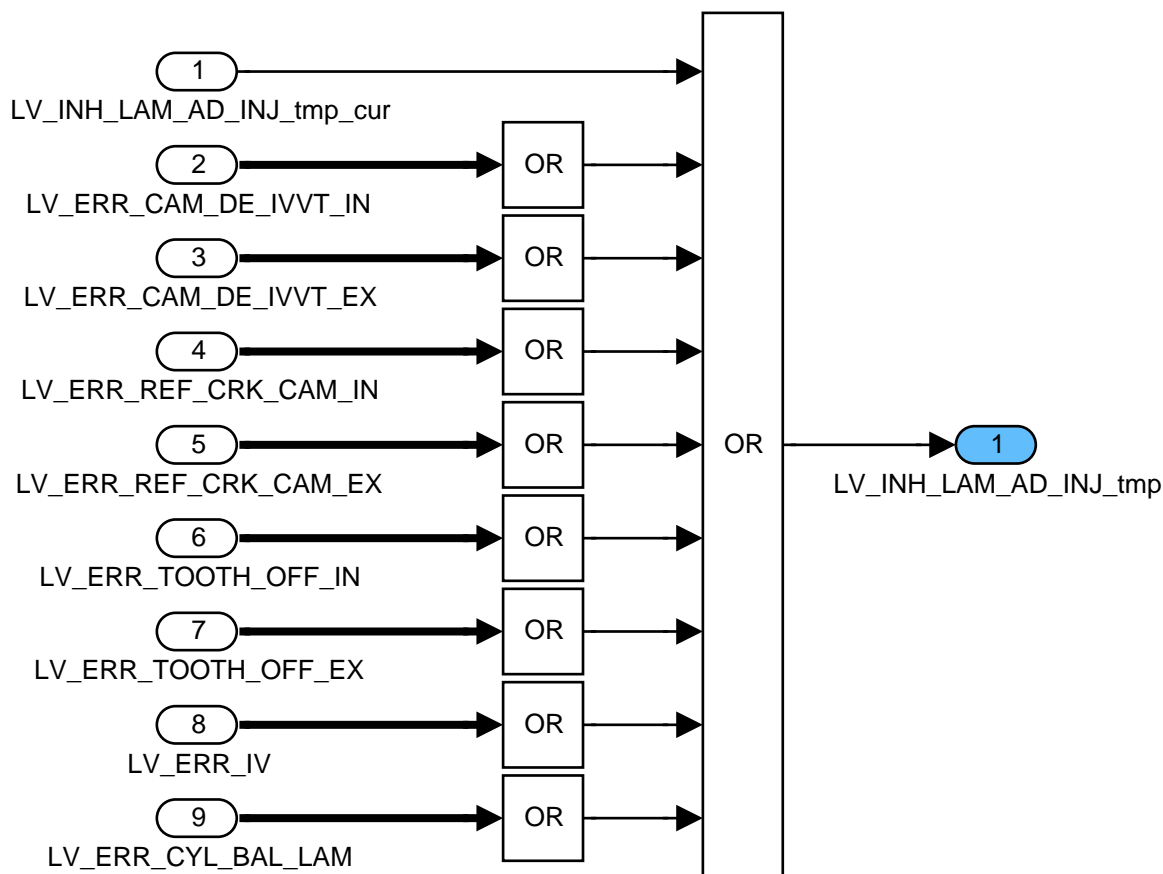 1
LV_INH_LAM_AD_INJ_tmp_cur
2
OR
LV_ERR_CAM_DE_IVVT_IN
3
OR
LV_ERR_CAM_DE_IVVT_EX
4
OR
LV_ERR_REF_CRK_CAM_IN
5
OR
OR
1
LV_ERR_REF_CRK_CAM_EX
LV_INH_LAM_AD_INJ_tmp
6
OR
LV_ERR_TOOTH_OFF_IN
7
OR
LV_ERR_TOOTH_OFF_EX
8
OR
LV_ERR_IV
9
OR
LV_ERR_CYL_BAL_LAM